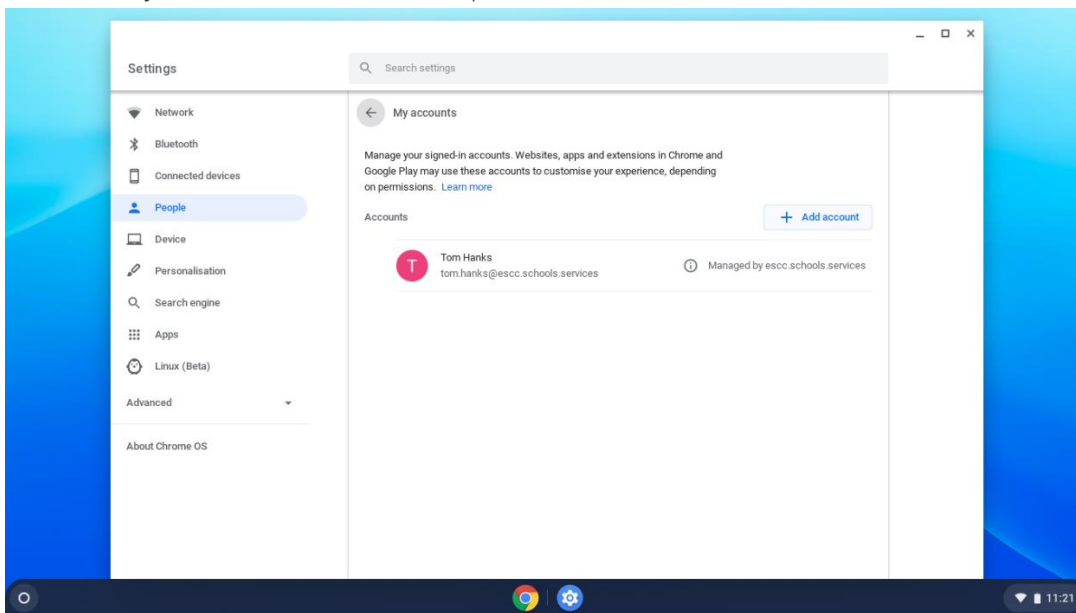 Settings
Search settings
Network
Bluetooth
Connected devices
People
Device
Personalisation
Search engine
Apps
Linux (Beta)
Advanced
About Chrome OS
My accounts
Manage your signed-in accounts. Websites, apps and extensions in Chrome and
Google Play may use these accounts to customise your experience, depending
on permissions. Learn more
Accounts
Add account
T
Tom Hanks
tom.hanks@escc.schools.services
Managed by escc.schools.services
11:21